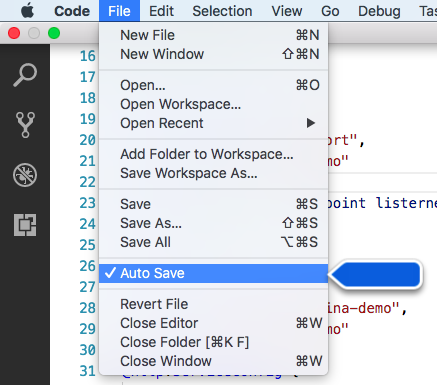 Code File Edit Selection View Go Debug
New File ⌘N
New Window ⇧⌘N
Open... ⌘O
Open Workspace...
Open Recent ▶
Add Folder to Workspace...
Save Workspace As...
Save ⌘S
Save As... ⇧⌘S
Save All ⌥⌘S
✓ Auto Save
Revert File
Close Editor ⌘W
Close Folder [⌘K F]
Close Window ⌘W
16
17
18
19
20 ort",
21 mo"
22
23 point listerne
24
25
26
27
28
29 ina-demo",
30 mo"
31